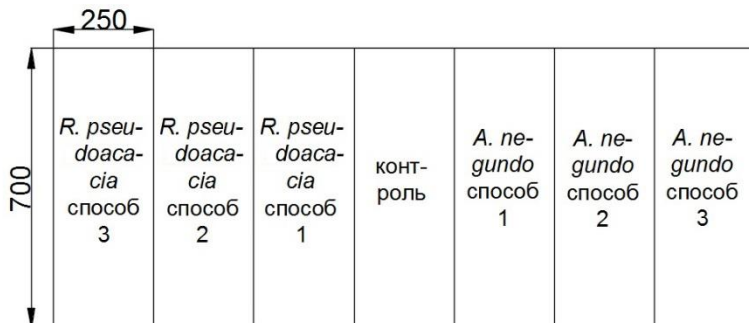 250
700
R. pseu-
doaca-
cia
способ
3
R. pseu-
doaca-
cia
способ
2
R. pseu-
doaca-
cia
способ
1
конт-
роль
A. ne-
gundo
способ
1
A. ne-
gundo
способ
2
A. ne-
gundo
способ
3